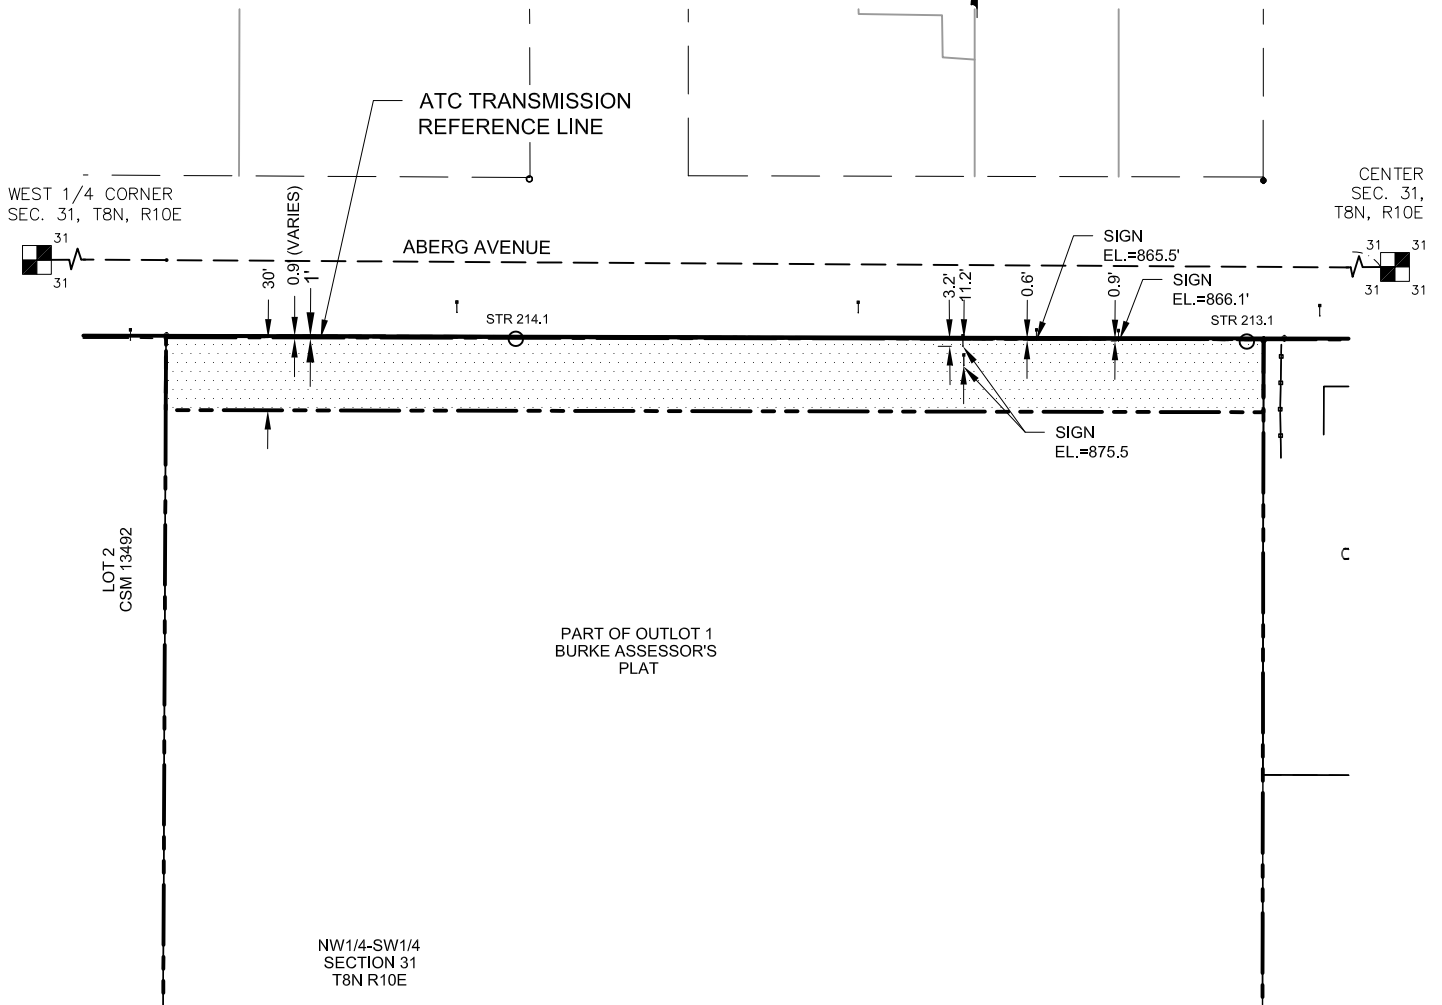 ATC TRANSMISSION
REFERENCE LINE
WEST 1/4 CORNER
SEC. 31, T8N, R10E
31
31
CENTER
SEC. 31,
T8N, R10E
31
31
31
31
ABERG AVENUE
30'
0.9' (VARIES)
1'
3.2'
11.2'
0.6'
0.9'
SIGN
EL.=865.5'
SIGN
EL.=866.1'
STR 214.1
STR 213.1
SIGN
EL.=875.5
LOT 2
CSM 13492
C
PART OF OUTLOT 1
BURKE ASSESSOR'S
PLAT
NW1/4-SW1/4
SECTION 31
T8N R10E